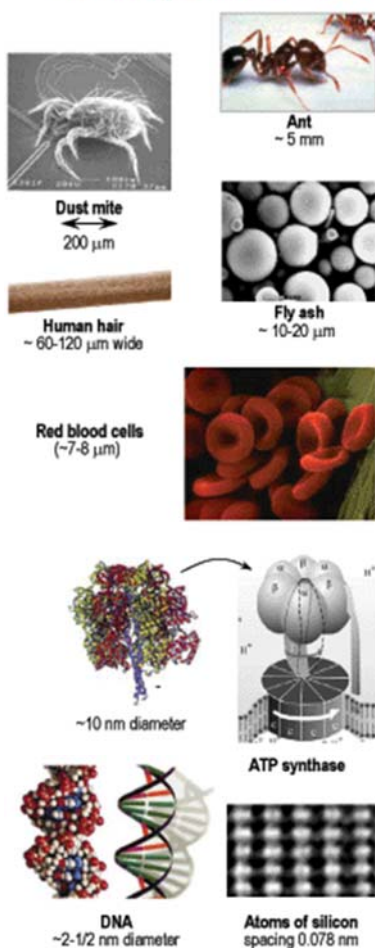 Ant
~ 5 mm
Dust mite
200 μm
Fly ash
~ 10-20 μm
Human hair
~ 60-120 μm wide
Red blood cells
(~7-8 μm)
α β α
β β
α
H⁺
H⁺
~10 nm diameter
ATP synthase
DNA
~2-1/2 nm diameter
Atoms of silicon
spacing 0.078 nm